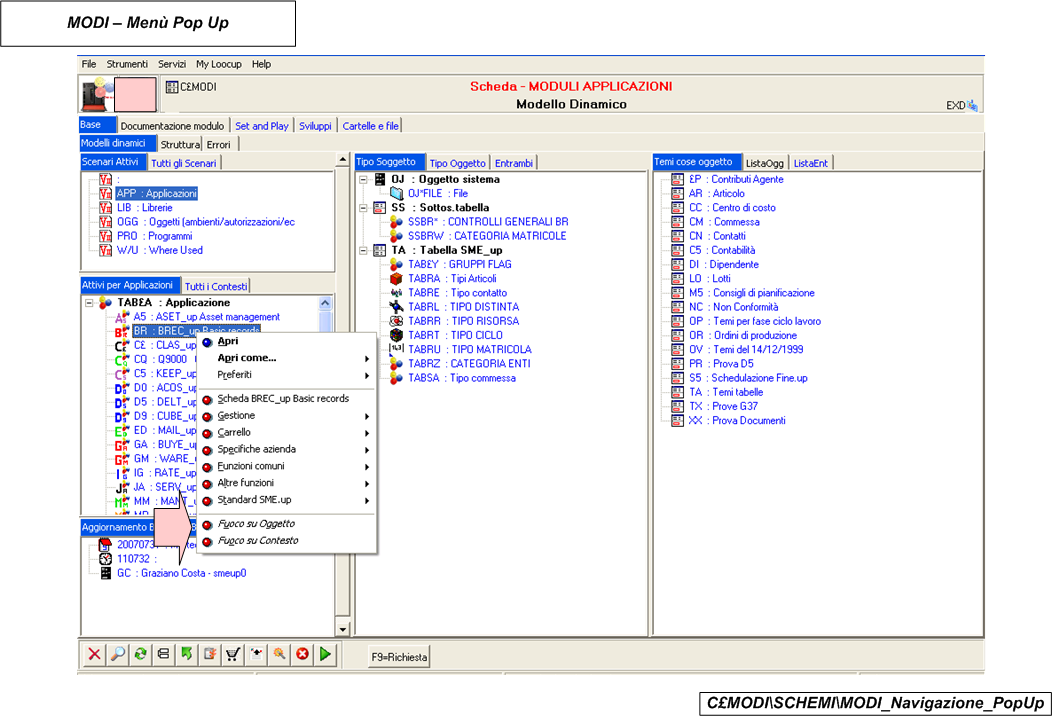 MODI – Menù Pop Up
File Strumenti Servizi My Loocup Help
C£MODI
Scheda - MODULI APPLICAZIONI
Modello Dinamico
EXD
Base Documentazione modulo Set and Play Sviluppi Cartelle e file
Modelli dinamici Struttura Errori
Scenari Attivi Tutti gli Scenari
:
APP : Applicazioni
LIB : Librerie
OGG : Oggetti (ambienti/autorizzazioni/ec
PRO : Programmi
W/U : Where Used
Attivi per Applicazioni Tutti i Contesti
TAB£A : Applicazione
A5 : ASET_up Asset management
BR : BREC_up Basic records
C£ : CLAS_up
CQ : Q9000
C5 : KEEP_up
D0 : ACOS_up
D5 : DELT_up
D9 : CUBE_up
ED : MAIL_up
GA : BUYE_up
GM : WARE_
IG : RATE_up
JA : SERV_up
MM : MANT_up
Apri
Apri come...
Preferiti
Scheda BREC_up Basic records
Gestione
Carrello
Specifiche azienda
Funzioni comuni
Altre funzioni
Standard SME.up
Fuoco su Oggetto
Fuoco su Contesto
Aggiornamento
110732 :
GC : Graziano Costa - smeup0
Tipo Soggetto Tipo Oggetto Entrambi
OJ : Oggetto sistema
OJ*FILE : File
SS : Sottos.tabella
SSBR* : CONTROLLI GENERALI BR
SSBRW : CATEGORIA MATRICOLE
TA : Tabella SME_up
TAB£Y : GRUPPI FLAG
TABRA : Tipi Articoli
TABRE : Tipo contatto
TABRL : TIPO DISTINTA
TABRR : TIPO RISORSA
TABRT : TIPO CICLO
TABRU : TIPO MATRICOLA
TABRZ : CATEGORIA ENTI
TABSA : Tipo commessa
Temi cose oggetto ListaOgg ListaEnt
£P : Contributi Agente
AR : Articolo
CC : Centro di costo
CM : Commessa
CN : Contatti
C5 : Contabilità
DI : Dipendente
LO : Lotti
M5 : Consigli di pianificazione
NC : Non Conformità
OP : Temi per fase ciclo lavoro
OR : Ordini di produzione
OV : Temi del 14/12/1999
PR : Prova D5
S5 : Schedulazione Fine.up
TA : Temi tabelle
TX : Prove G37
XX : Prova Documenti
F9=Richiesta
C£MODI\SCHEMI\MODI_Navigazione_PopUp